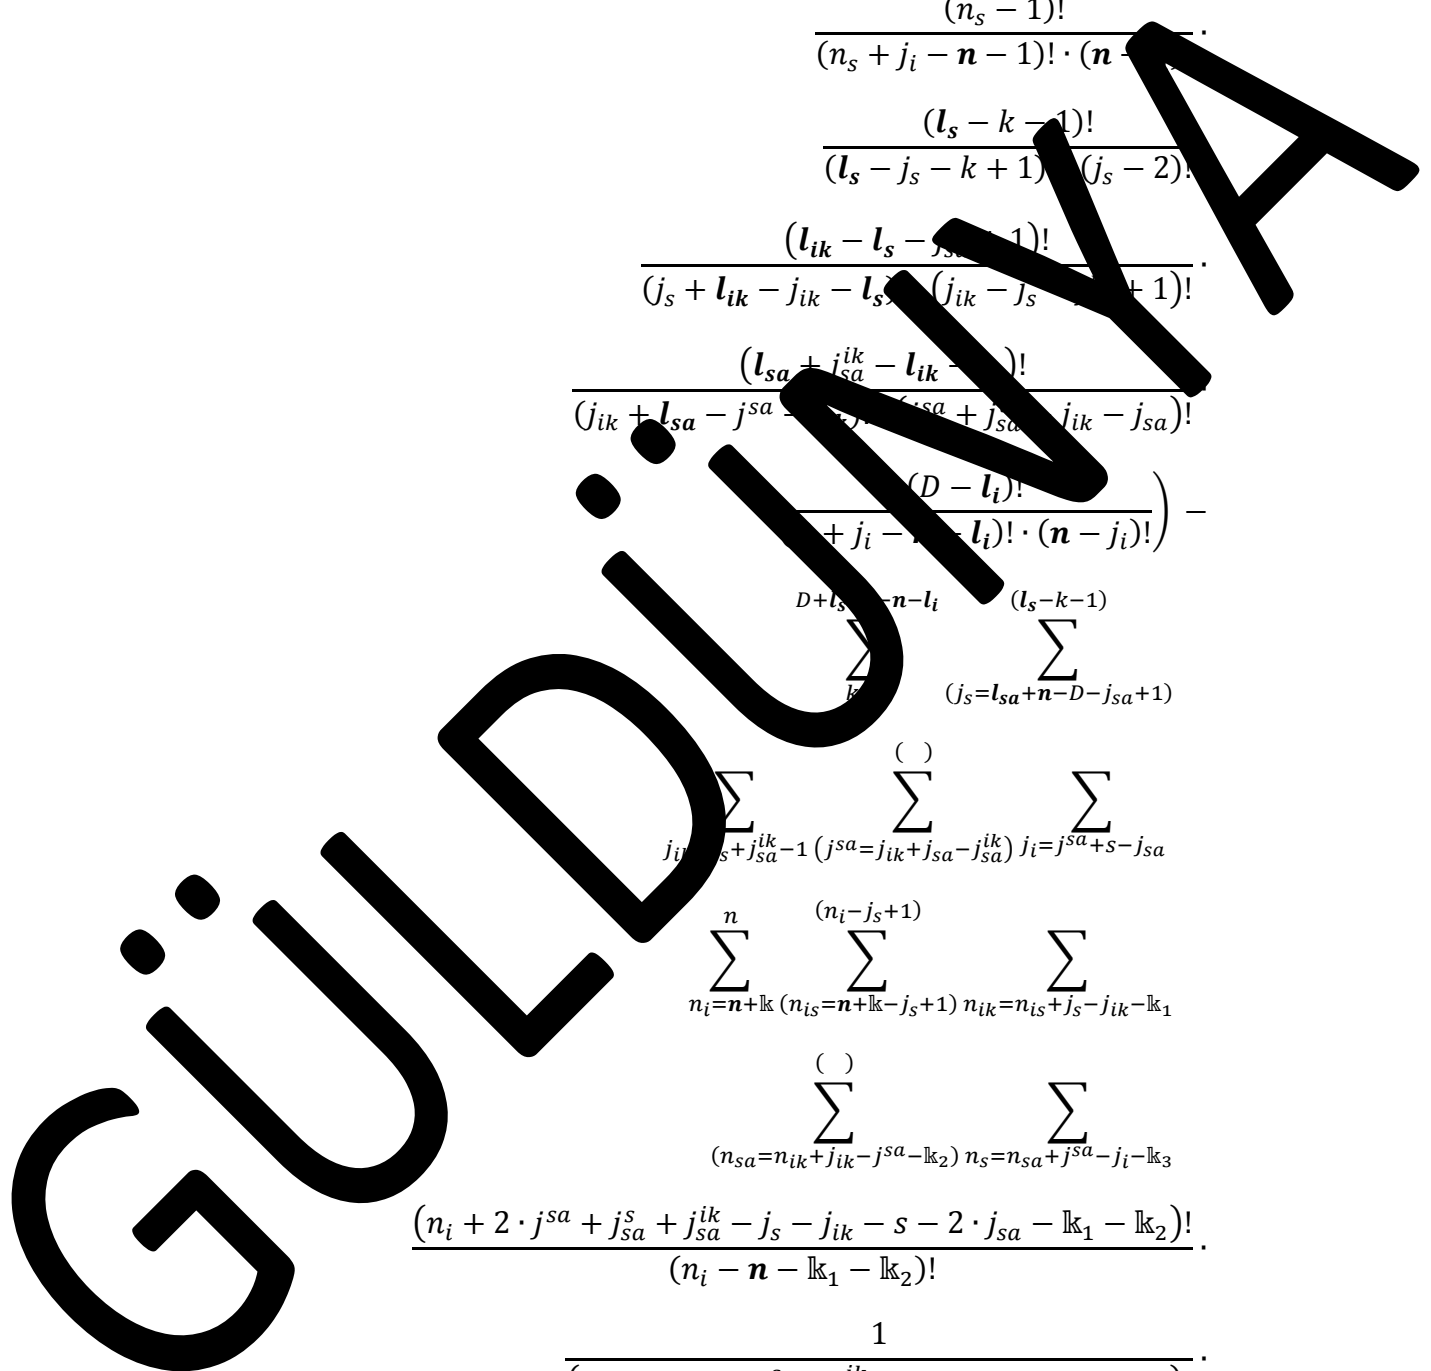 (n_s − 1)!
(n_s + j_i − n − 1)! · (n − ·
(l_s − k − 1)!
(l_s − j_s − k + 1) (j_s − 2)!
(l_ik − l_s − 1)!
(j_s + l_ik − j_ik − l_s) (j_ik − j_s + 1)! ·
(l_sa + j_sa^ik − l_ik )!
(j_ik + l_sa − j^sa + j_ik − j_sa)!
(D − l_i)!
+ j_i − l_i)! · (n − j_i)! ) −
D+l_s −n−l_i (l_s−k−1)
∑ ∑
k (j_s=l_sa+n−D−j_sa+1)
( )
∑ ∑ ∑
+j_sa^ik−1 (j^sa=j_ik+j_sa−j_sa^ik) j_i=j^sa+s−j_sa
n (n_i−j_s+1)
∑ ∑ ∑
n_i=n+𝕜 (n_is=n+𝕜−j_s+1) n_ik=n_is+j_s−j_ik−𝕜_1
( )
∑ ∑
(n_sa=n_ik+j_ik−j^sa−𝕜_2) n_s=n_sa+j^sa−j_i−𝕜_3
(n_i + 2 · j^sa + j_sa^s + j_sa^ik − j_s − j_ik − s − 2 · j_sa − 𝕜_1 − 𝕜_2)!
(n_i − n − 𝕜_1 − 𝕜_2)! ·
1
GÜLDÜNYA